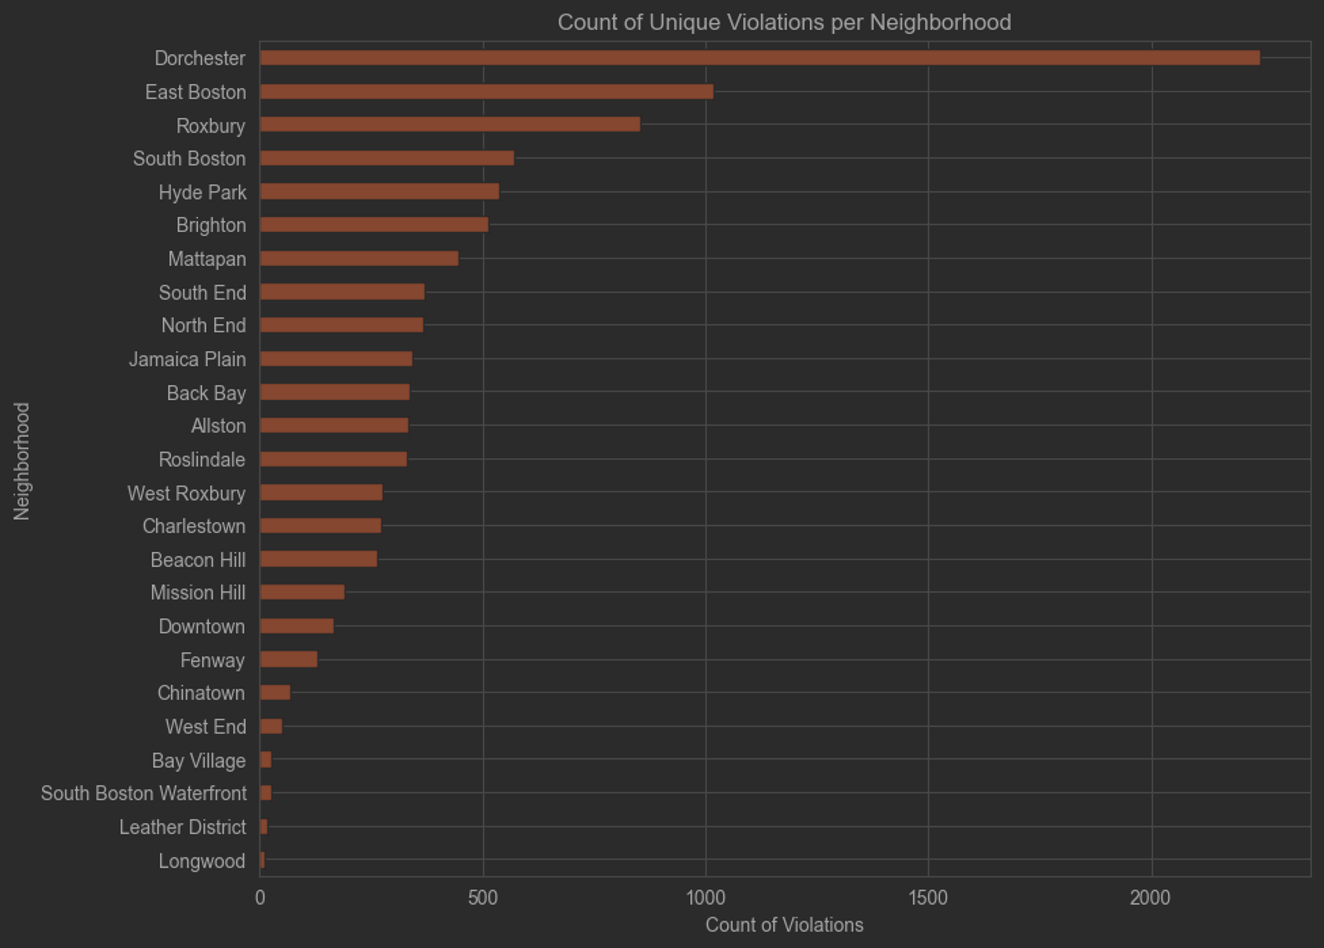 Count of Unique Violations per Neighborhood
Dorchester
East Boston
Roxbury
South Boston
Hyde Park
Brighton
Mattapan
South End
North End
Jamaica Plain
Back Bay
Allston
Roslindale
West Roxbury
Charlestown
Beacon Hill
Mission Hill
Downtown
Fenway
Chinatown
West End
Bay Village
South Boston Waterfront
Leather District
Longwood
Neighborhood
0 500 1000 1500 2000
Count of Violations